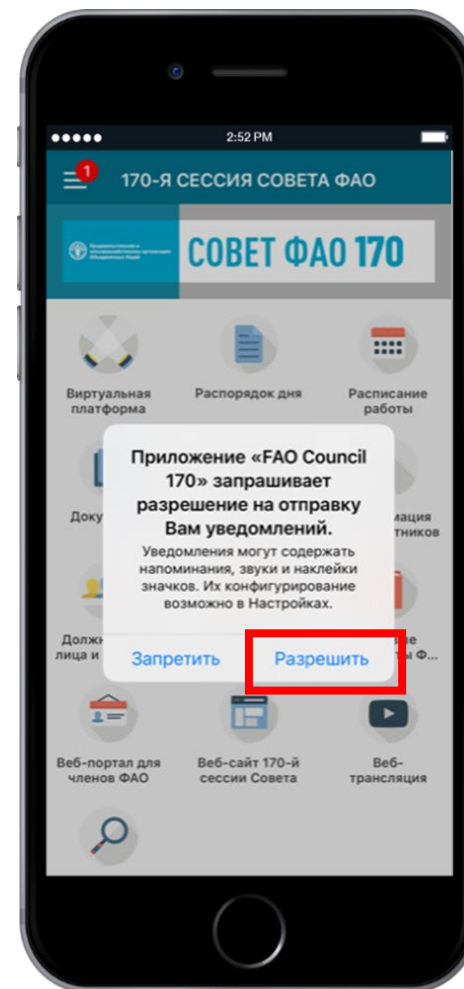 2:52 PM
1
170-Я СЕССИЯ СОВЕТА ФАО
СОВЕТ ФАО 170
Виртуальная
платформа
Распорядок дня
Расписание
работы
Приложение «FAO Council
170» запрашивает
разрешение на отправку
Вам уведомлений.
Уведомления могут содержать
напоминания, звуки и наклейки
значков. Их конфигурирование
возможно в Настройках.
Запретить
Разрешить
Веб-портал для
членов ФАО
Веб-сайт 170-й
сессии Совета
Веб-
трансляция